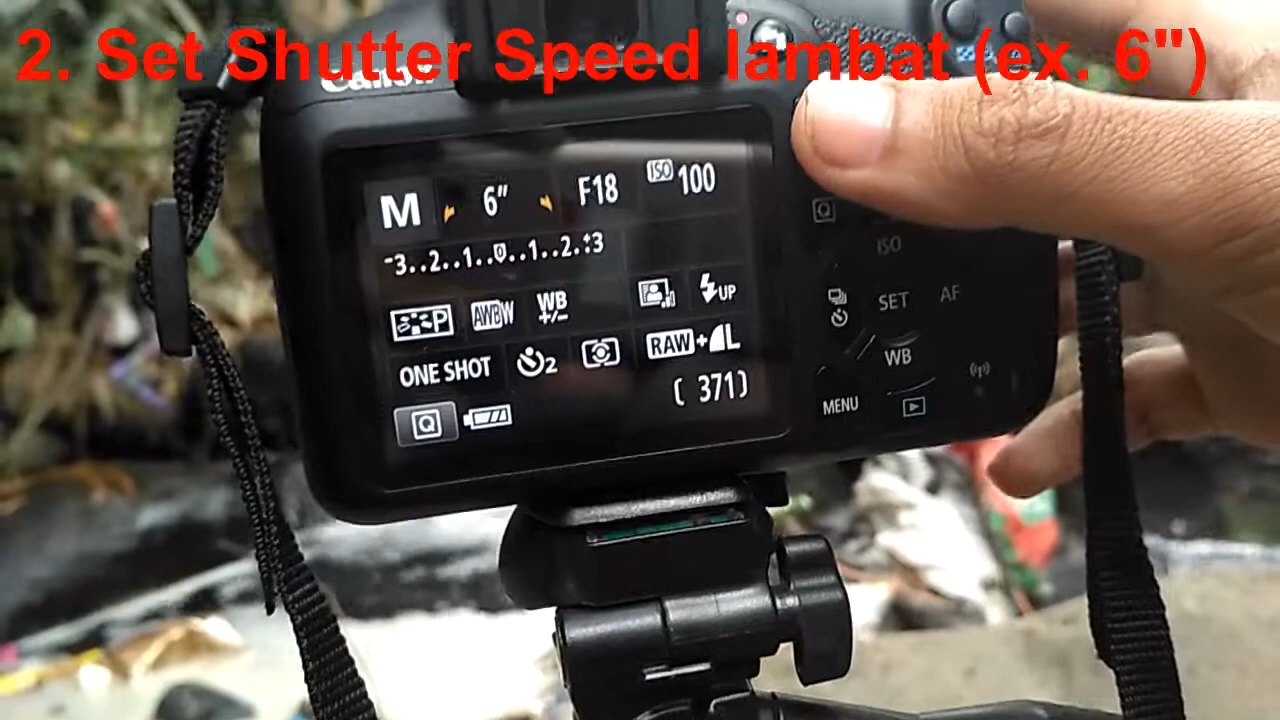 2. Set Shutter Speed lambat (ex. 6")
Canon
M 6" F18 ISO 100
-3..2..1..0..1..2.:+3
P AWBW WB +/- UP
ONE SHOT 2 RAW+L
Q [ 371]
Q
ISO
SET AF
WB
MENU